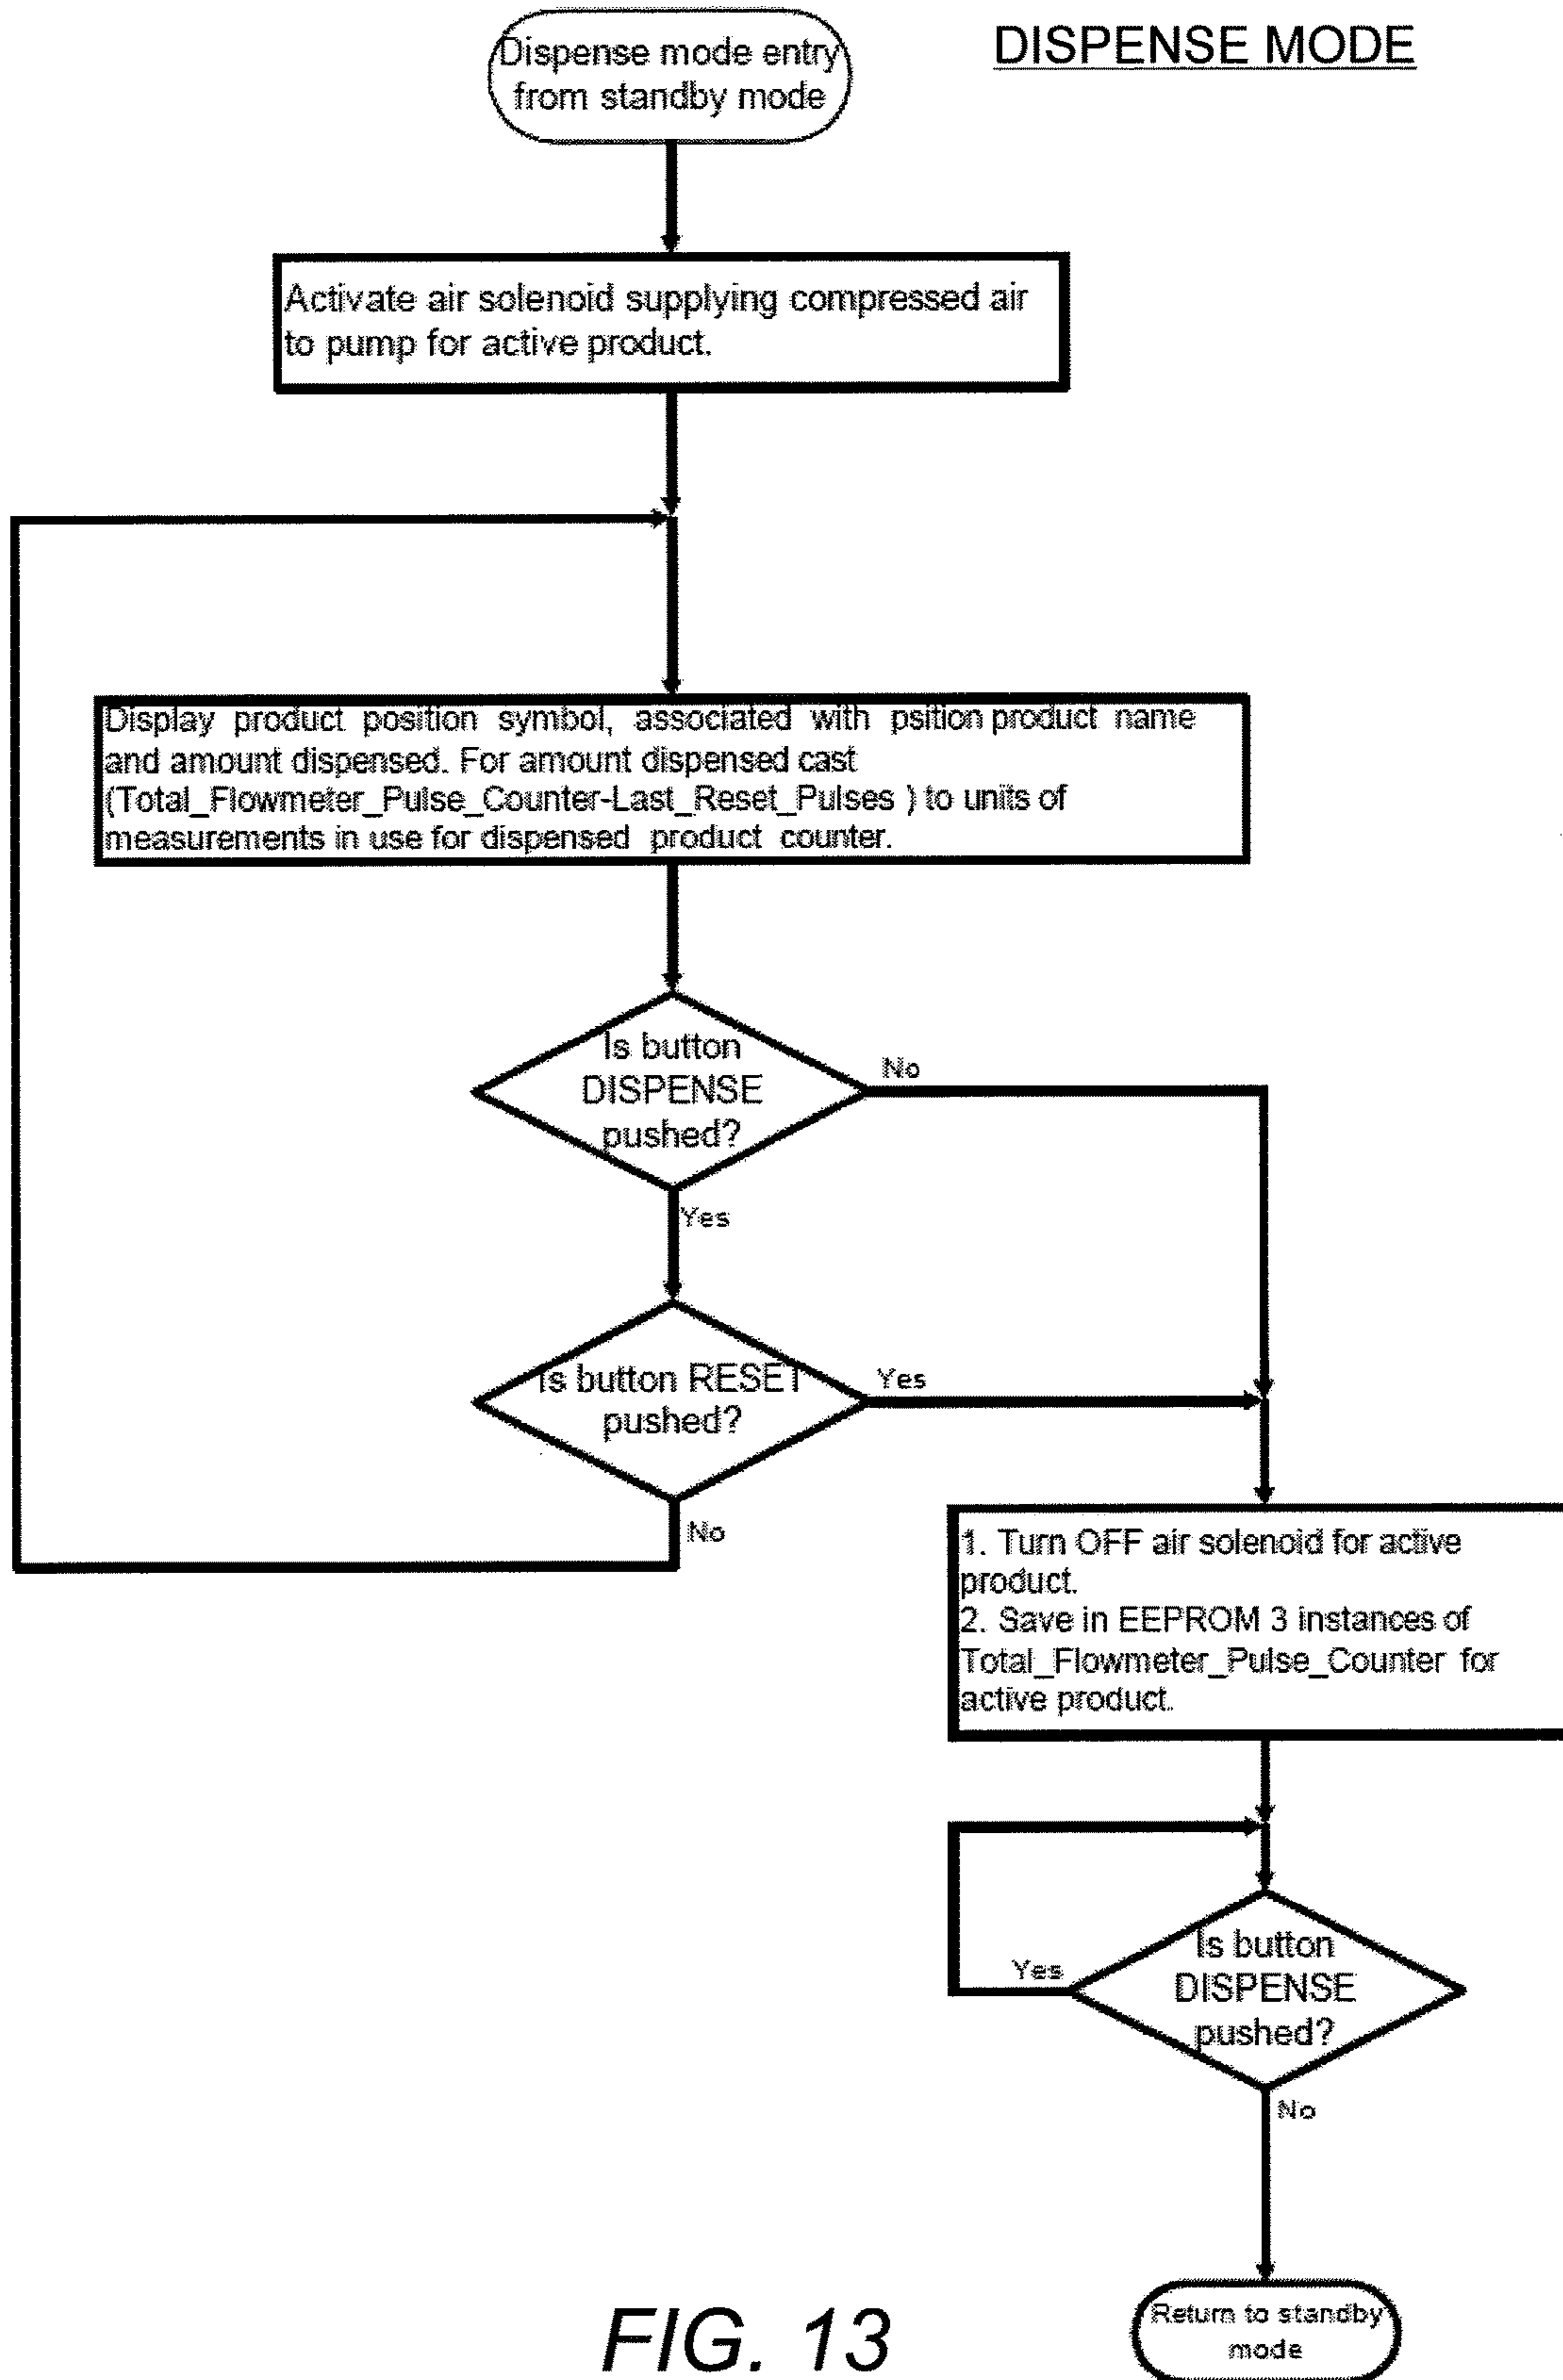 DISPENSE MODE
Dispense mode entry
from standby mode
Activate air solenoid supplying compressed air
to pump for active product.
Display product position symbol, associated with psition product name
and amount dispensed. For amount dispensed cast
(Total_Flowmeter_Pulse_Counter-Last_Reset_Pulses ) to units of
measurements in use for dispensed product counter.
Is button
DISPENSE
pushed?
No
Yes
Is button RESET
pushed?
Yes
No
1. Turn OFF air solenoid for active
product.
2. Save in EEPROM 3 instances of
Total_Flowmeter_Pulse_Counter for
active product.
Is button
DISPENSE
pushed?
Yes
No
Return to standby
mode
FIG. 13